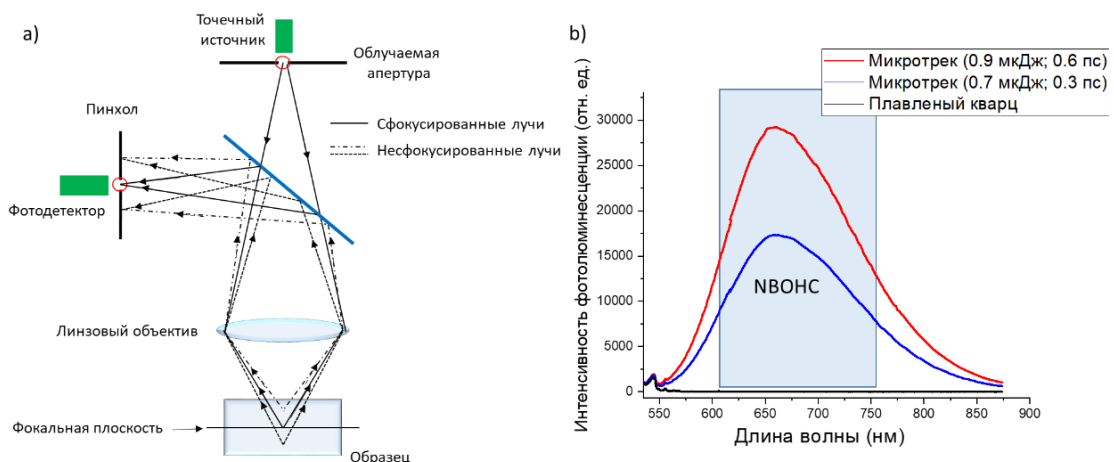 a)
Точечный
источник
Облучаемая
апертура
Пинхол
Сфокусированные лучи
Несфокусированные лучи
Фотодетектор
Линзовый объектив
Фокальная плоскость
Образец
b)
Микротрек (0.9 мкДж; 0.6 пс)
Микротрек (0.7 мкДж; 0.3 пс)
Плавленый кварц
Интенсивность фотолюминесценции (отн. ед.)
30000
25000
20000
15000
10000
5000
0
NBOHC
550
600
650
700
750
800
850
900
Длина волны (нм)